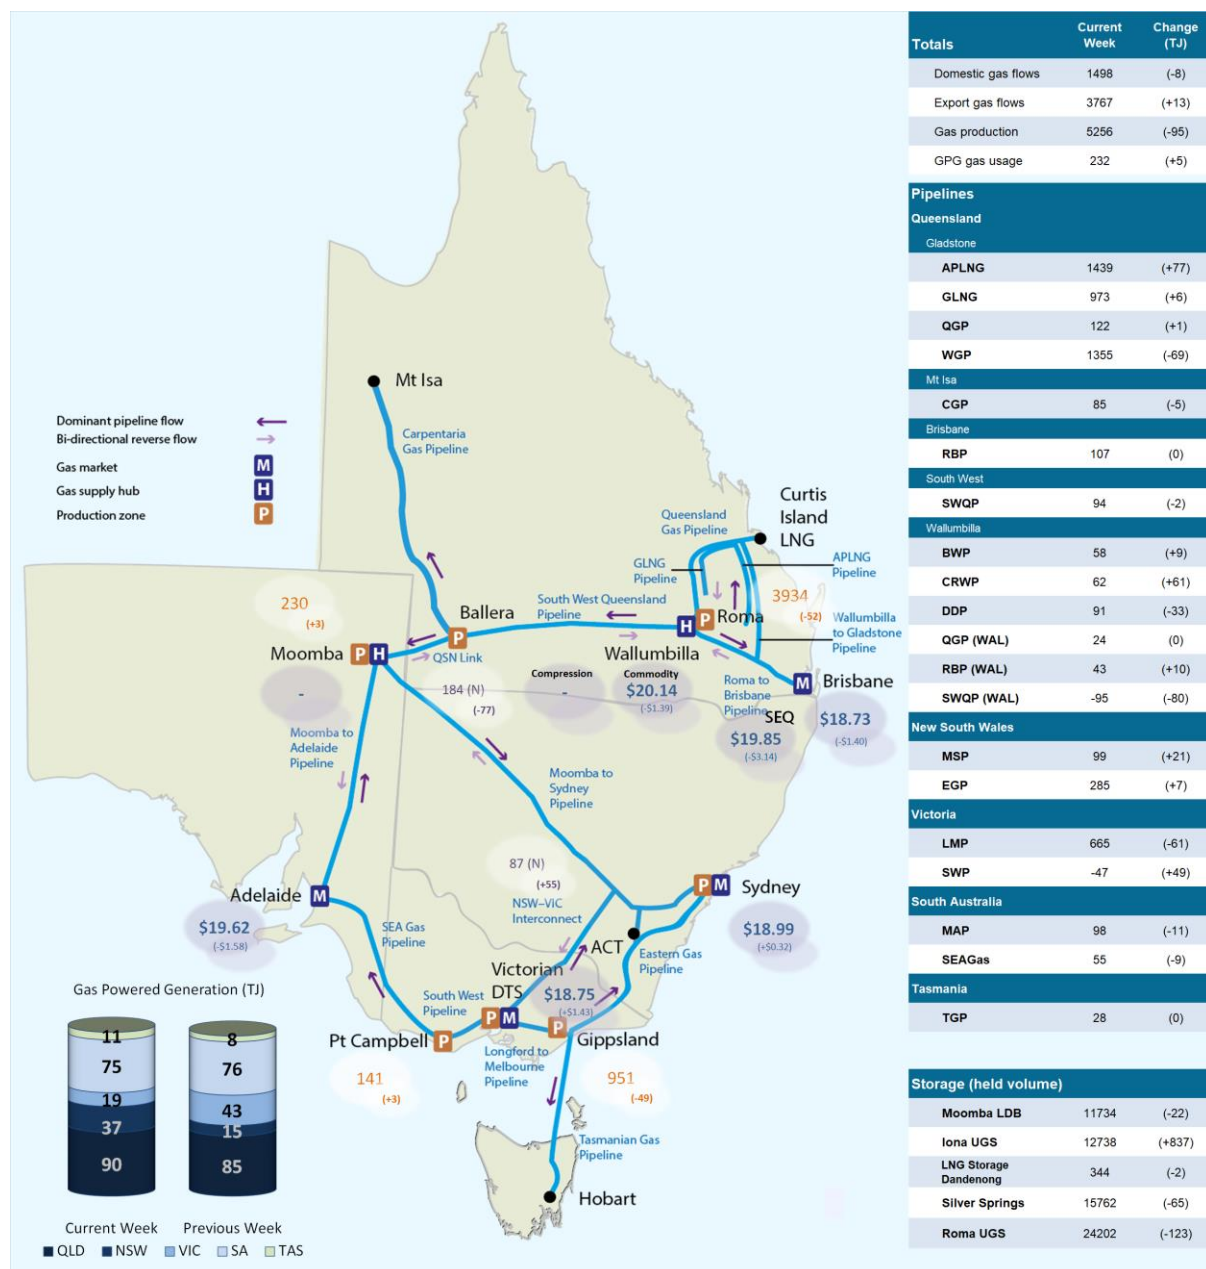 Mt Isa
Dominant pipeline flow
Bi-directional reverse flow
Gas market
M
Gas supply hub
H
Production zone
P
Carpentaria
Gas Pipeline
Curtis
Island
LNG
Queensland
Gas Pipeline
GLNG
Pipeline
APLNG
Pipeline
3934
(-52)
Wallumbilla
to Gladstone
Pipeline
230
(+3)
Ballera
South West Queensland
Pipeline
P
H
P
Roma
Moomba
P
H
QSN Link
Wallumbilla
Compression
Commodity
-
-
$20.14
(-$1.39)
184 (N)
(-77)
Roma to
Brisbane
Pipeline
M
Brisbane
SEQ
$19.85
(-$3.14)
$18.73
(-$1.40)
Moomba to
Adelaide
Pipeline
Moomba to
Sydney
Pipeline
87 (N)
(+55)
NSW-VIC
Interconnect
P
M
Sydney
Adelaide
M
$19.62
(-$1.58)
SEA Gas
Pipeline
ACT
Eastern Gas
Pipeline
$18.99
(+$0.32)
Victorian
DTS
$18.75
(+$1.43)
South West
Pipeline
P
M
P
Gippsland
Pt Campbell
P
Longford to
Melbourne
Pipeline
141
(+3)
951
(-49)
Tasmanian Gas
Pipeline
Hobart
Gas Powered Generation (TJ)
11
8
75
76
19
43
37
15
90
85
Current Week
Previous Week
QLD NSW VIC SA TAS
Totals Current Week Change (TJ)
Domestic gas flows 1498 (-8)
Export gas flows 3767 (+13)
Gas production 5256 (-95)
GPG gas usage 232 (+5)
Pipelines
Queensland
Gladstone
APLNG 1439 (+77)
GLNG 973 (+6)
QGP 122 (+1)
WGP 1355 (-69)
Mt Isa
CGP 85 (-5)
Brisbane
RBP 107 (0)
South West
SWQP 94 (-2)
Wallumbilla
BWP 58 (+9)
CRWP 62 (+61)
DDP 91 (-33)
QGP (WAL) 24 (0)
RBP (WAL) 43 (+10)
SWQP (WAL) -95 (-80)
New South Wales
MSP 99 (+21)
EGP 285 (+7)
Victoria
LMP 665 (-61)
SWP -47 (+49)
South Australia
MAP 98 (-11)
SEAGas 55 (-9)
Tasmania
TGP 28 (0)
Storage (held volume)
Moomba LDB 11734 (-22)
Iona UGS 12738 (+837)
LNG Storage
Dandenong 344 (-2)
Silver Springs 15762 (-65)
Roma UGS 24202 (-123)